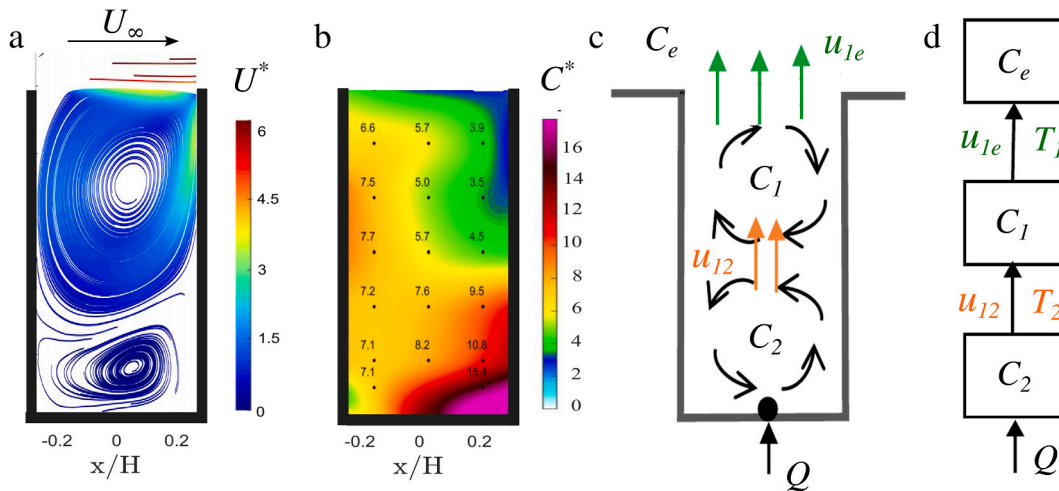 a
U∞
U*
6
4.5
3
1.5
0
-0.2 0 0.2
x/H
b
C*
6.6 5.7 3.9
7.5 5.0 3.5
7.7 5.7 4.5
7.2 7.6 9.5
7.1 8.2 10.8
7.1 15.4
16
14
12
10
8
6
4
2
0
-0.2 0 0.2
x/H
c
Ce
u1e
C1
u12
C2
Q
d
Ce
u1e T1
C1
u12 T2
C2
Q